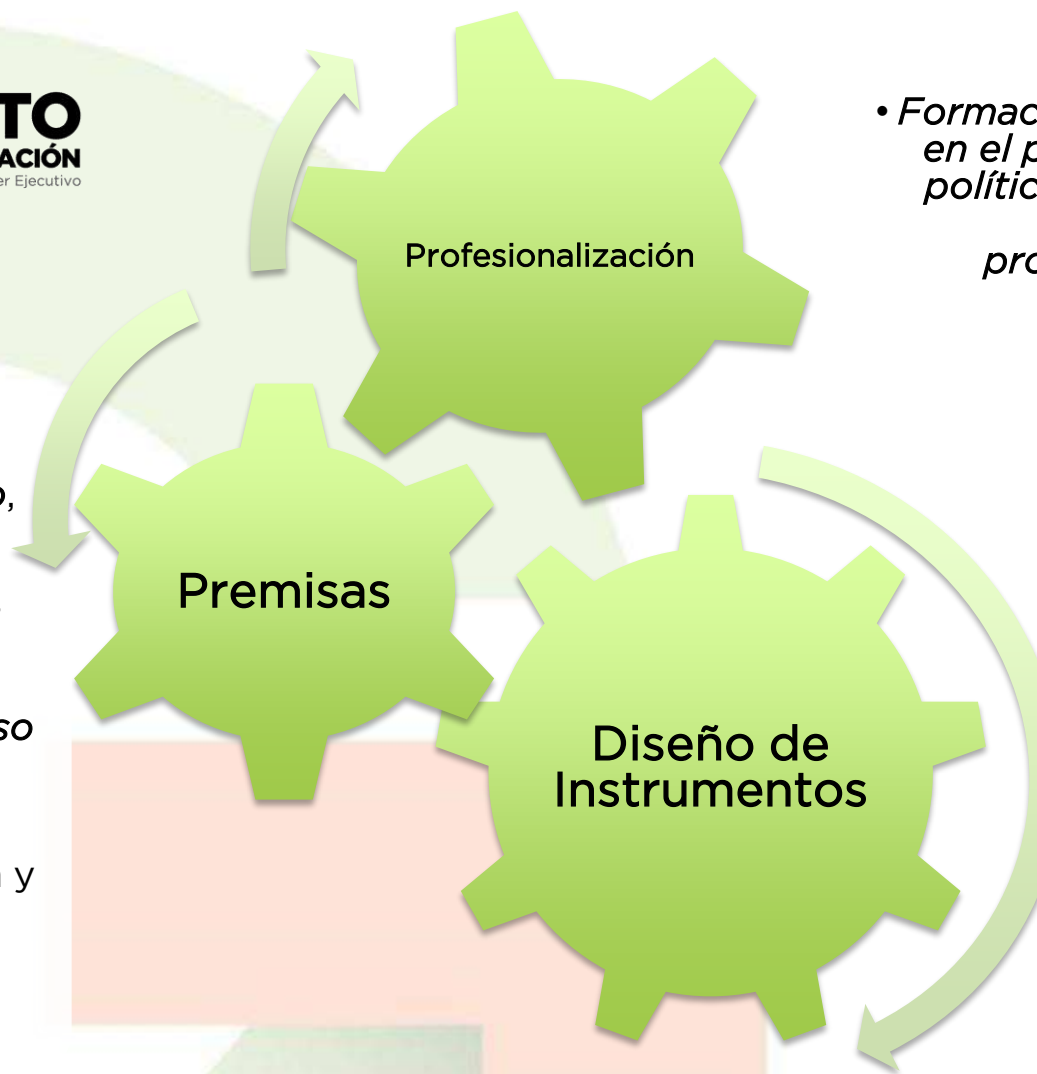 TO
ACIÓN
er Ejecutivo
• Formac
en el p
polític
pro
Profesionalización
o,
Premisas
so
Diseño de
Instrumentos
n y